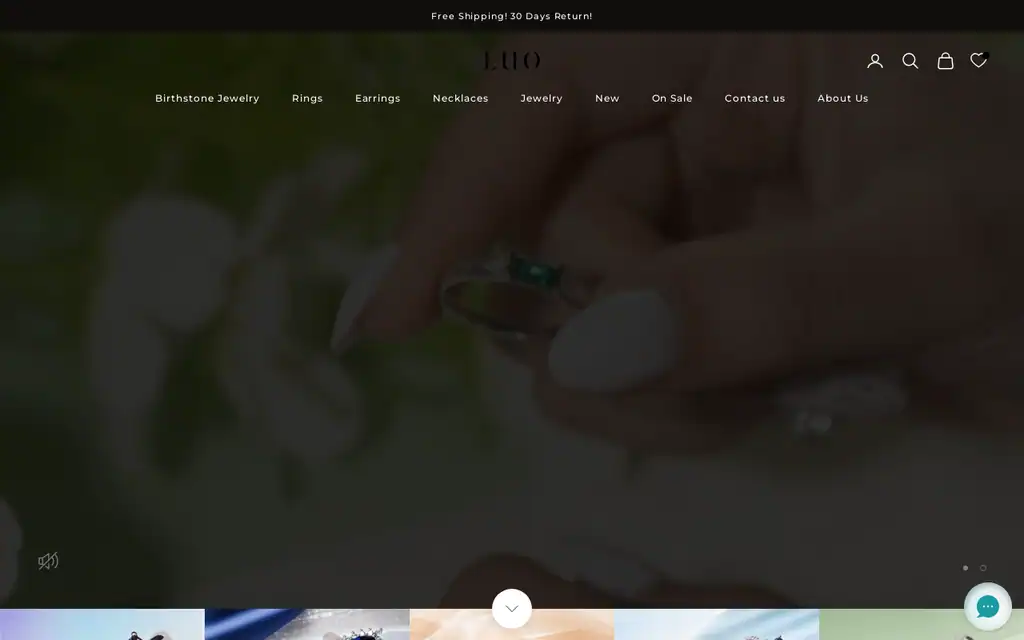 Free Shipping! 30 Days Return!
LUO
Birthstone Jewelry Rings Earrings Necklaces Jewelry New On Sale Contact us About Us